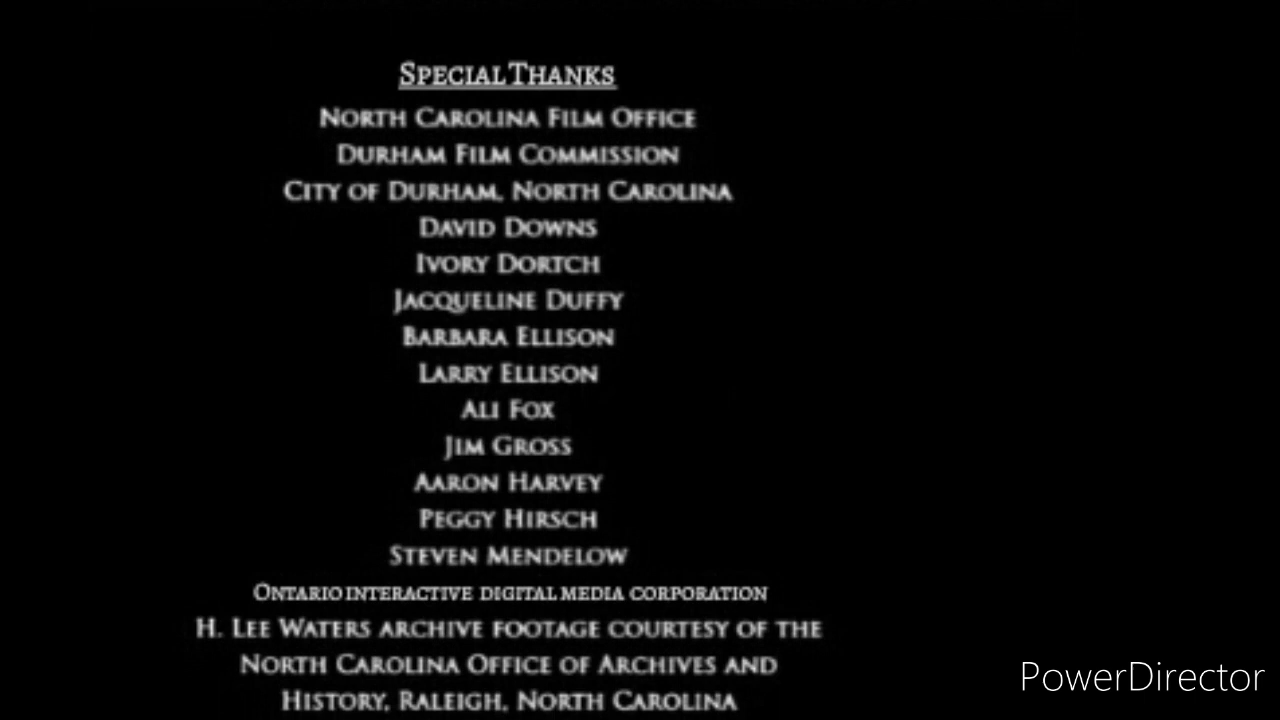 Special Thanks
North Carolina Film Office
Durham Film Commission
City of Durham, North Carolina
David Downs
Ivory Dortch
Jacqueline Duffy
Barbara Ellison
Larry Ellison
Ali Fox
Jim Gross
Aaron Harvey
Peggy Hirsch
Steven Mendelow
Ontario interactive digital media corporation
H. Lee Waters archive footage courtesy of the
North Carolina Office of Archives and
History, Raleigh, North Carolina
PowerDirector